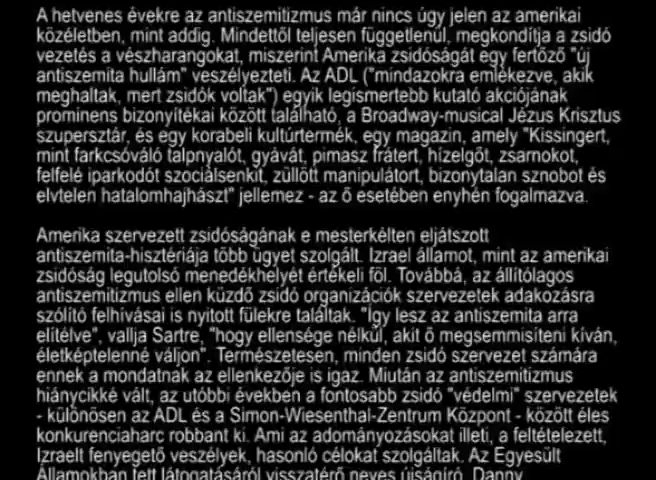 A hetvenes évekre az antiszemitizmus már nincs úgy jelen az amerikai
közéletben, mint addig. Mindettől teljesen függetlenül, megkondítja a zsidó
vezetés a vészharangokat, miszerint Amerika zsidóságát egy fertőző "új
antiszemita hullám" veszélyezteti. Az ADL ("mindazokra emlékezve, akik
meghaltak, mert zsidók voltak") egyik legismertebb kutató akciójának
prominens bizonyítékai között található, a Broadway-musical Jézus Krisztus
szupersztár, és egy korabeli kultúrtermék, egy magazin, amely "Kissingert,
mint farkcsóváló talpnyalót, gyávát, pimasz frátert, hízelgőt, zsarnokot,
felfelé iparkodót szociálsenkit, züllött manipulátort, bizonytalan sznobot és
elvtelen hatalomhajhászt" jellemez - az ő esetében enyhén fogalmazva.
Amerika szervezett zsidóságának e mesterkélten eljátszott
antiszemita-hisztériája több ügyet szolgált. Izrael államot, mint az amerikai
zsidóság legutolsó menedékhelyét értékeli föl. Továbbá, az állítólagos
antiszemitizmus ellen küzdő zsidó organizációk szervezetek adakozásra
szólító felhívásai is nyitott fülekre találtak. "Így lesz az antiszemita arra
elítélve", vallja Sartre, "hogy ellensége nélkül, akit ő megsemmisíteni kíván,
életképtelenné váljon". Természetesen, minden zsidó szervezet számára
ennek a mondatnak az ellenkezője is igaz. Miután az antiszemitizmus
hiánycikké vált, az utóbbi években a fontosabb zsidó "védelmi" szervezetek
- különösen az ADL és a Simon-Wiesenthal-Zentrum Központ - között éles
konkurenciaharc robbant ki. Ami az adományozásokat illeti, a feltételezett,
Izraelt fenyegető veszélyek, hasonló célokat szolgáltak. Az Egyesült
Államokban tett látogatásáról visszatérő neves újságíró, Danny